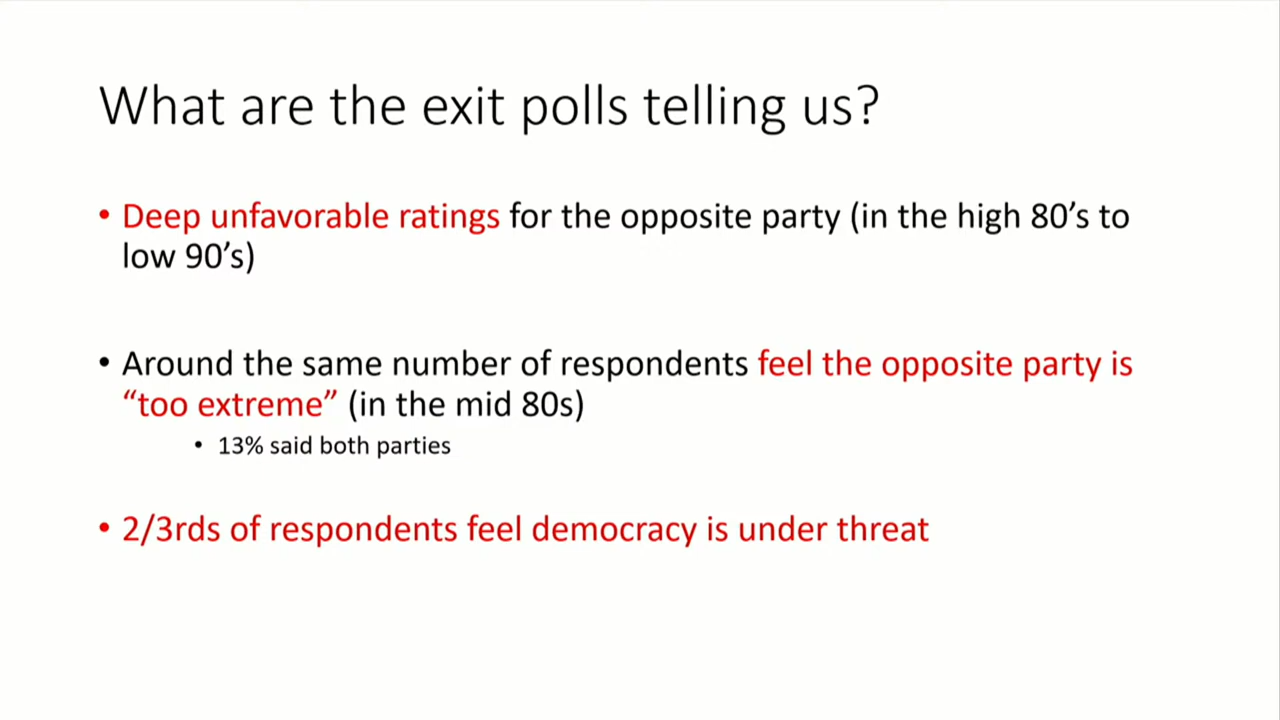 What are the exit polls telling us?
• Deep unfavorable ratings for the opposite party (in the high 80’s to
low 90’s)
• Around the same number of respondents feel the opposite party is
“too extreme” (in the mid 80s)
• 13% said both parties
• 2/3rds of respondents feel democracy is under threat